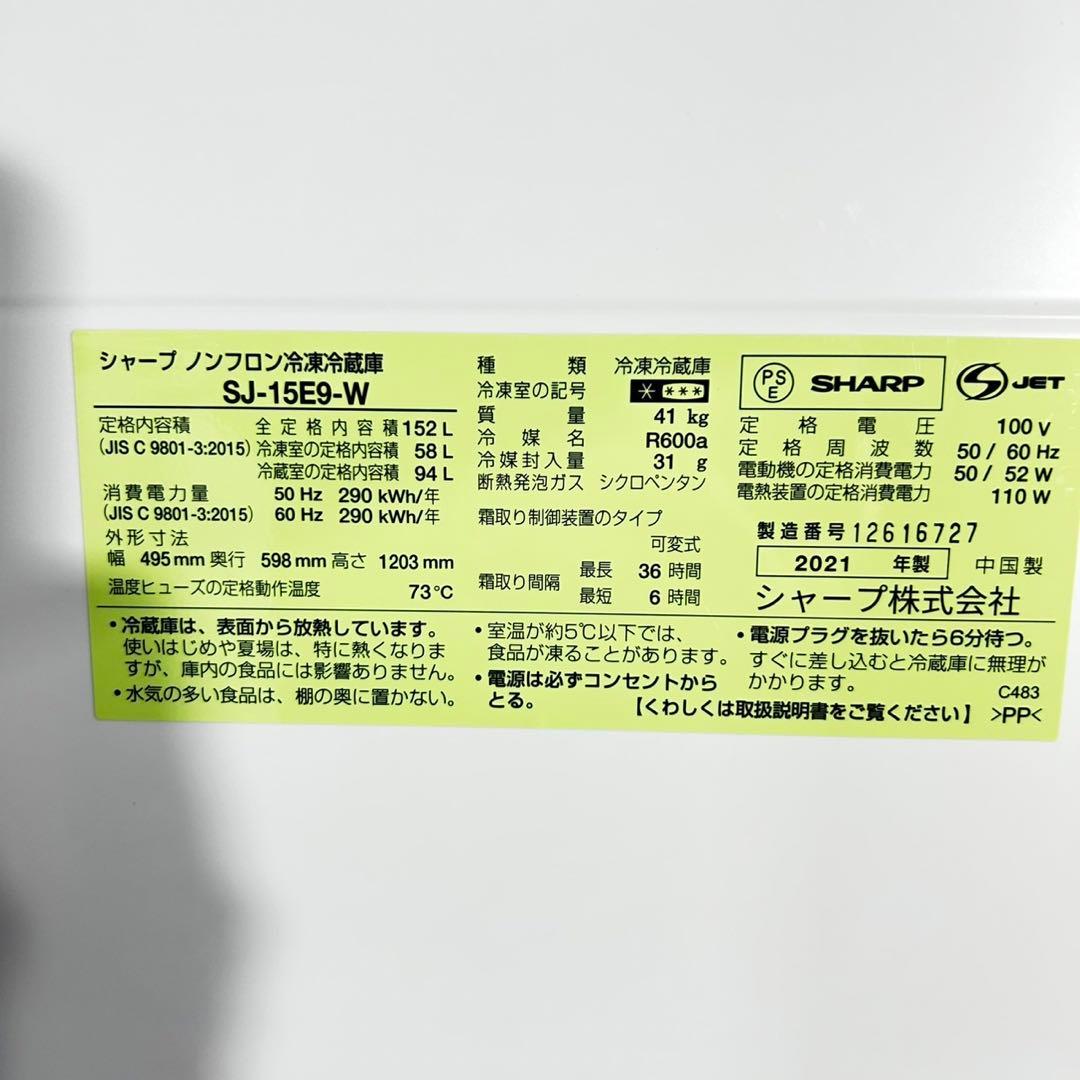 シャープ ノンフロン冷凍冷蔵庫
SJ-15E9-W
定格内容積 全定格内容積 152 L
(JIS C 9801-3:2015) 冷凍室の定格内容積 58 L
冷蔵室の定格内容積 94 L
消費電力量 50 Hz 290 kWh/年
(JIS C 9801-3:2015) 60 Hz 290 kWh/年
外形寸法
幅 495 mm 奥行 598 mm 高さ 1203 mm
温度ヒューズの定格動作温度 73℃
種類 冷凍冷蔵庫
冷凍室の記号 * ***
質量 41 kg
冷媒名 R600a
冷媒封入量 31 g
断熱発泡ガス シクロペンタン
霜取り制御装置のタイプ
可変式
霜取り間隔 最長 36 時間
最短 6 時間
PSE SHARP S JET
定格電圧 100 V
定格周波数 50 / 60 Hz
電動機の定格消費電力 50 / 52 W
電熱装置の定格消費電力 110 W
製造番号 12616727
2021 年製 中国製
シャープ株式会社
・冷蔵庫は、表面から放熱しています。
使いはじめや夏場は、特に熱くなりま
すが、庫内の食品には影響ありません。
・水気の多い食品は、棚の奥に置かない。
・室温が約5℃以下では、
食品が凍ることがあります。
・電源は必ずコンセントから
とる。
・電源プラグを抜いたら6分待つ。
すぐに差し込むと冷蔵庫に無理が
かかります。 C483
【くわしくは取扱説明書をご覧ください】 >PP<